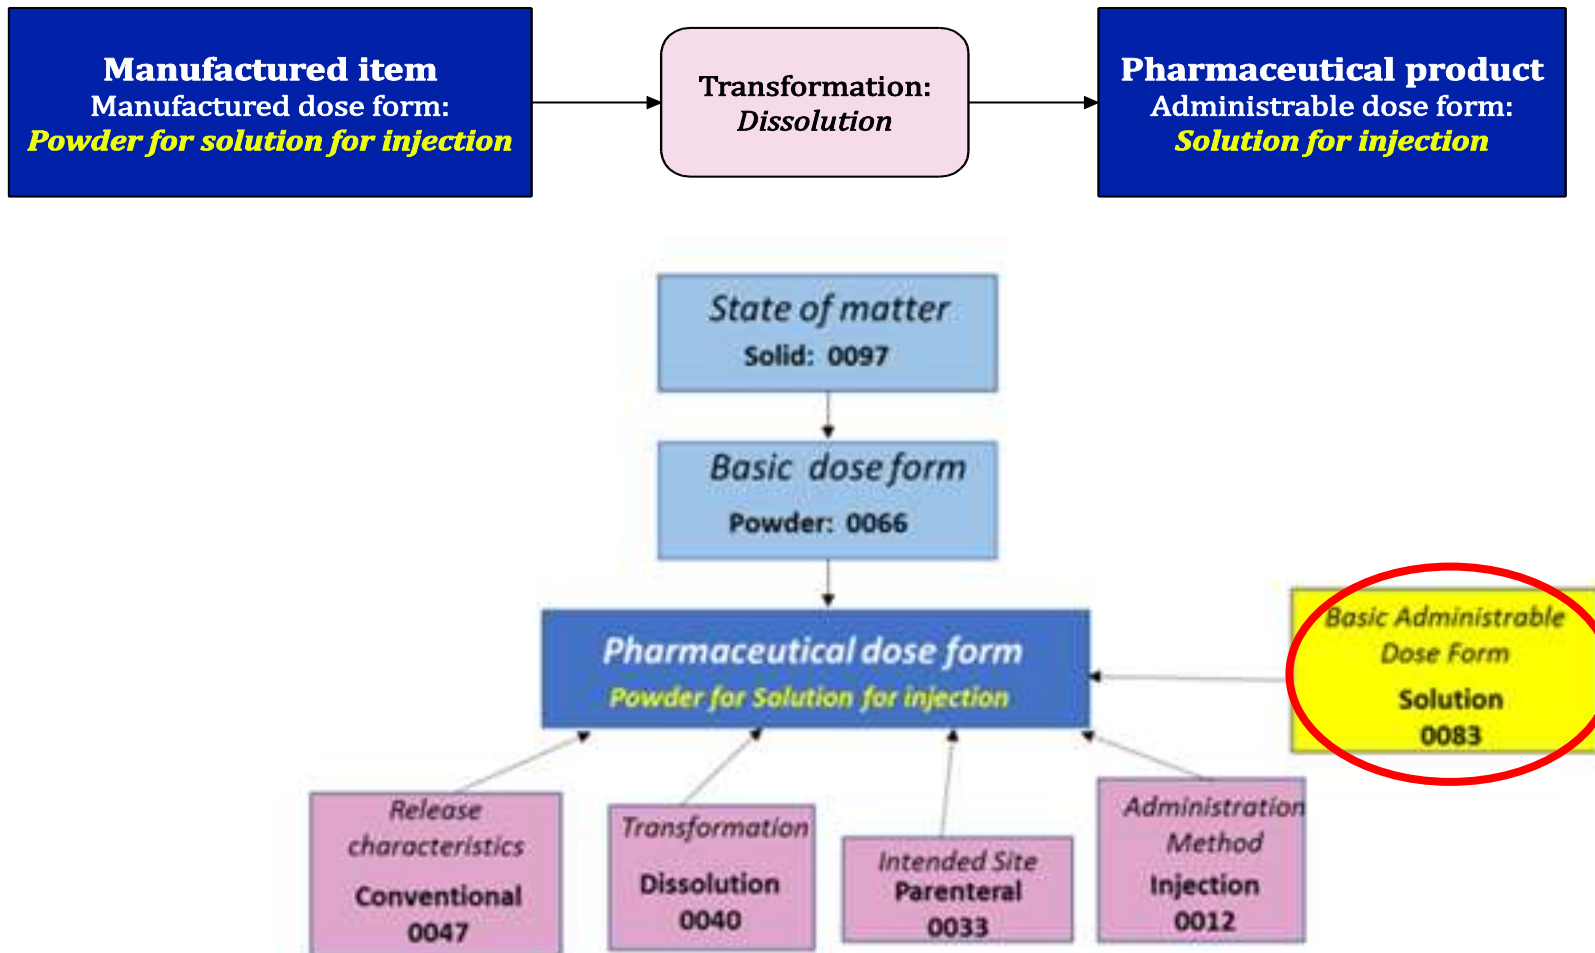 Manufactured item
Manufactured dose form:
Powder for solution for injection
Transformation:
Dissolution
Pharmaceutical product
Administrable dose form:
Solution for injection
State of matter
Solid: 0097
Basic dose form
Powder: 0066
Pharmaceutical dose form
Powder for Solution for injection
Basic Administrable
Dose Form
Solution
0083
Release
characteristics
Conventional
0047
Transformation
Dissolution
0040
Intended Site
Parenteral
0033
Administration
Method
Injection
0012